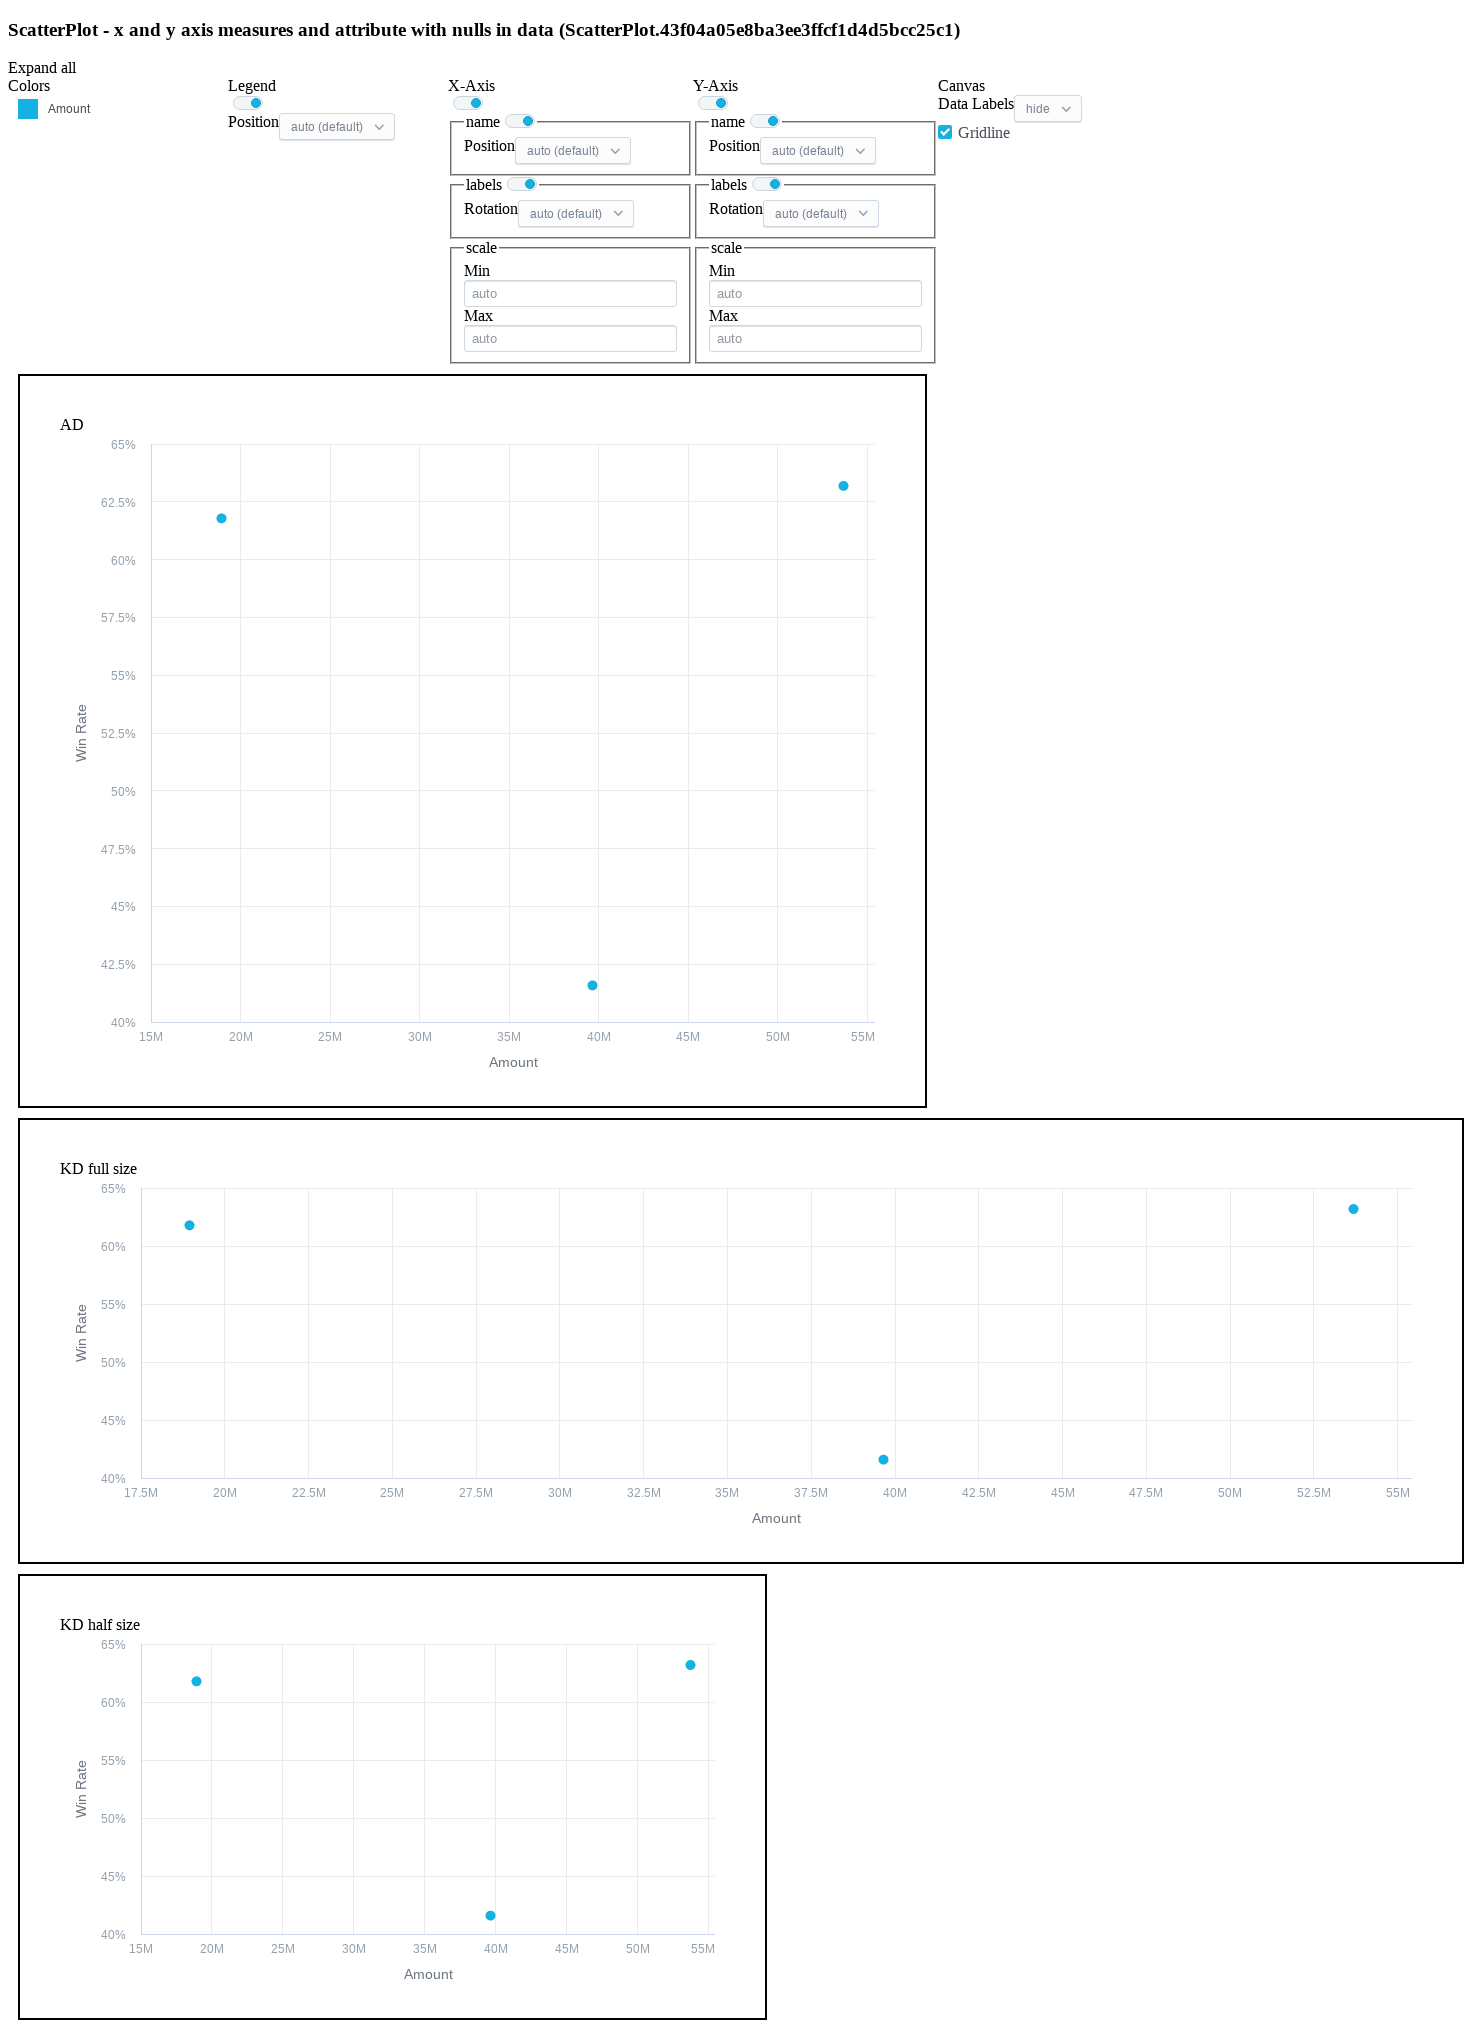 ScatterPlot - x and y axis measures and attribute with nulls in data (ScatterPlot.43f04a05e8ba3ee3ffcf1d4d5bcc25c1)
Expand all
Colors
Amount
Legend
Position auto (default)
X-Axis
name
Position auto (default)
labels
Rotation auto (default)
scale
Min
auto
Max
auto
Y-Axis
name
Position auto (default)
labels
Rotation auto (default)
scale
Min
auto
Max
auto
Canvas
Data Labels hide
Gridline
AD
65%
62.5%
60%
57.5%
55%
52.5%
50%
47.5%
45%
42.5%
40%
Win Rate
15M 20M 25M 30M 35M 40M 45M 50M 55M
Amount
KD full size
65%
60%
55%
50%
45%
40%
Win Rate
17.5M 20M 22.5M 25M 27.5M 30M 32.5M 35M 37.5M 40M 42.5M 45M 47.5M 50M 52.5M 55M
Amount
KD half size
65%
60%
55%
50%
45%
40%
Win Rate
15M 20M 25M 30M 35M 40M 45M 50M 55M
Amount